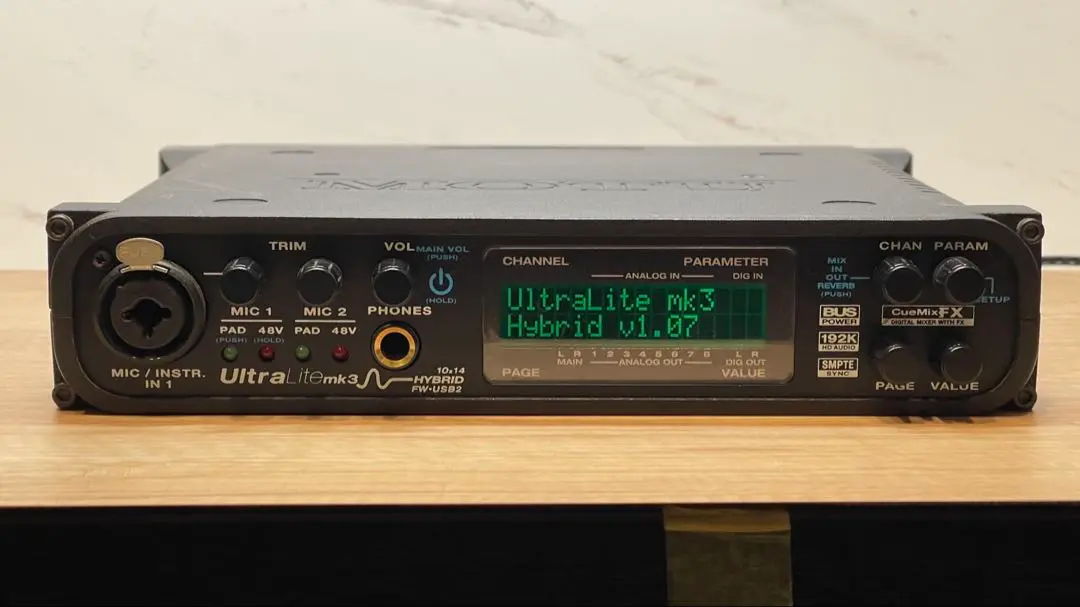 MOTU
PUSH
TRIM
VOL
MAIN VOL
(PUSH)
(HOLD)
MIC 1
MIC 2
PHONES
PAD 48V PAD 48V
(PUSH) (HOLD)
MIC / INSTR.
IN 1
UltraLite mk3
10x14
HYBRID
FW•USB2
CHANNEL
PARAMETER
ANALOG IN
DIG IN
UltraLite mk3
Hybrid v1.07
L R 1 2 3 4 5 6 7 8 L R
MAIN ANALOG OUT DIG OUT
PAGE
VALUE
CHAN PARAM
MIX
IN
OUT
REVERB
(PUSH)
SETUP
BUS
POWER
192K
HD AUDIO
SMPTE
SYNC
CueMix FX
DIGITAL MIXER WITH FX
PAGE VALUE